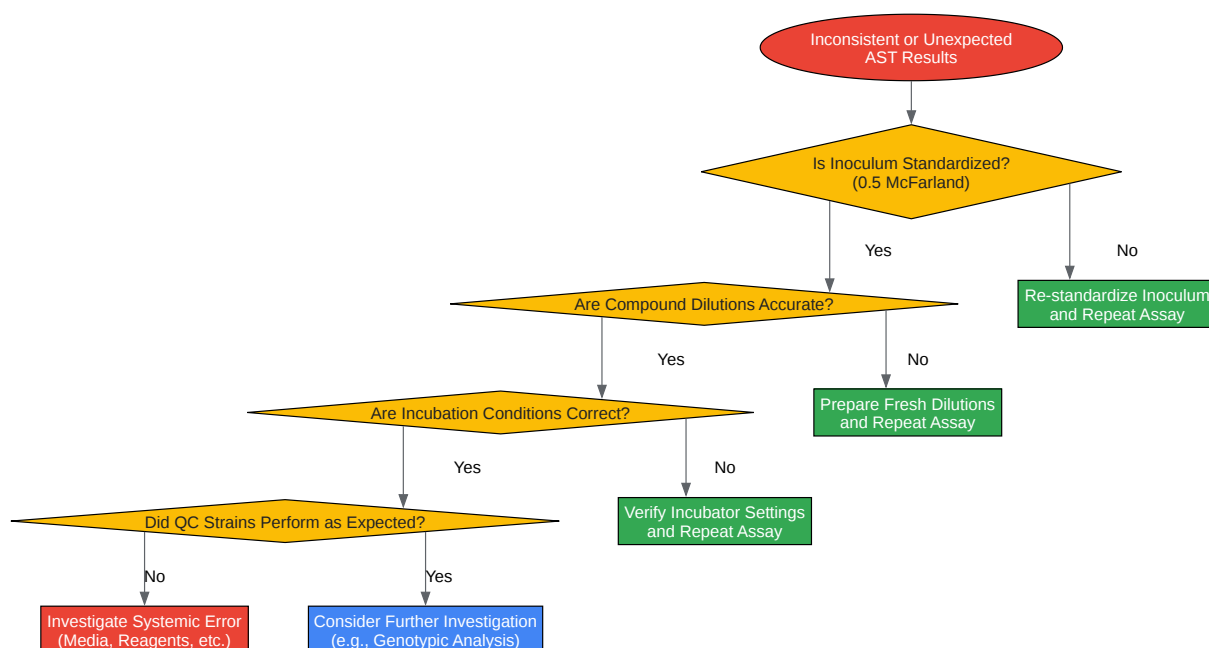 Inconsistent or Unexpected
AST Results
Is Inoculum Standardized?
(0.5 McFarland)
Yes
No
Re-standardize Inoculum
and Repeat Assay
Are Compound Dilutions Accurate?
Yes
No
Prepare Fresh Dilutions
and Repeat Assay
Are Incubation Conditions Correct?
Yes
No
Verify Incubator Settings
and Repeat Assay
Did QC Strains Perform as Expected?
No
Yes
Investigate Systemic Error
(Media, Reagents, etc.)
Consider Further Investigation
(e.g., Genotypic Analysis)